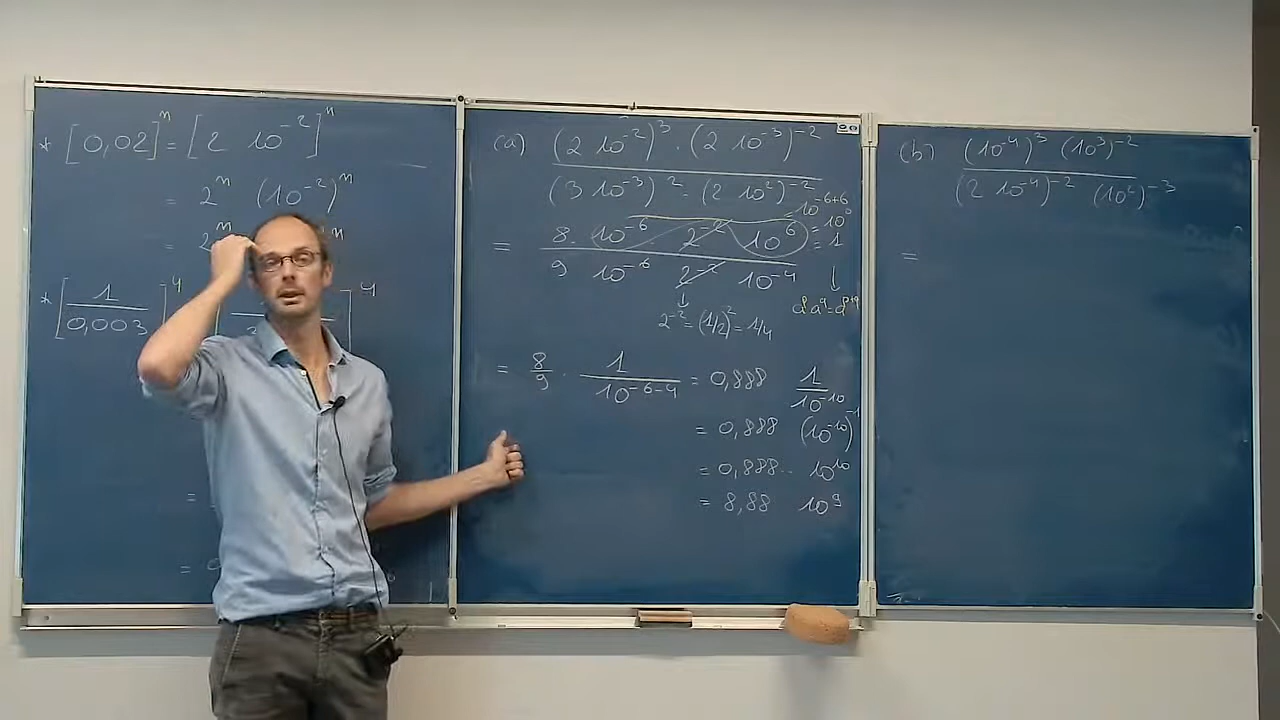 * [0,02]^n = [2 10^-2]^n
= 2^n (10^-2)^n
= 2^n
* [1/0,003]^-4
=
=
(a) (2 10^-2)^3 · (2 10^-3)^-2 / (3 10^-3)^2 · (2 10^2)^-2
= 8 · 10^-6 2^-2 10^6 / 9 10^-6 2^-2 10^-4
= 10^-6+6
= 10^0
= 1
↓
2^-2 = (1/2)^2 = 1/4
= 8/9 · 1/10^-6-4 = 0,888 1/10^-10
= 0,888 (10^-10)^-1
= 0,888.. 10^10
= 8,88 10^9
(b) (10^-4)^3 (10^3)^-2 / (2 10^-4)^-2 (10^2)^-3
=